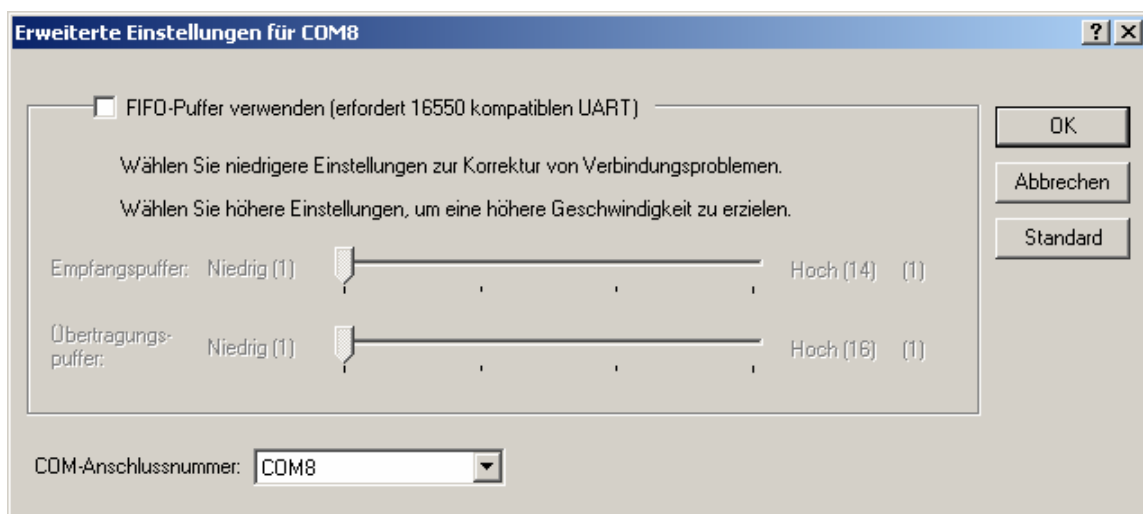 Erweiterte Einstellungen für COM8
FIFO-Puffer verwenden (erfordert 16550 kompatiblen UART)
OK
Wählen Sie niedrigere Einstellungen zur Korrektur von Verbindungsproblemen.
Abbrechen
Wählen Sie höhere Einstellungen, um eine höhere Geschwindigkeit zu erzielen.
Standard
Empfangspuffer: Niedrig (1) Hoch (14) (1)
Übertragungs-
puffer: Niedrig (1) Hoch (16) (1)
COM-Anschlussnummer: COM8